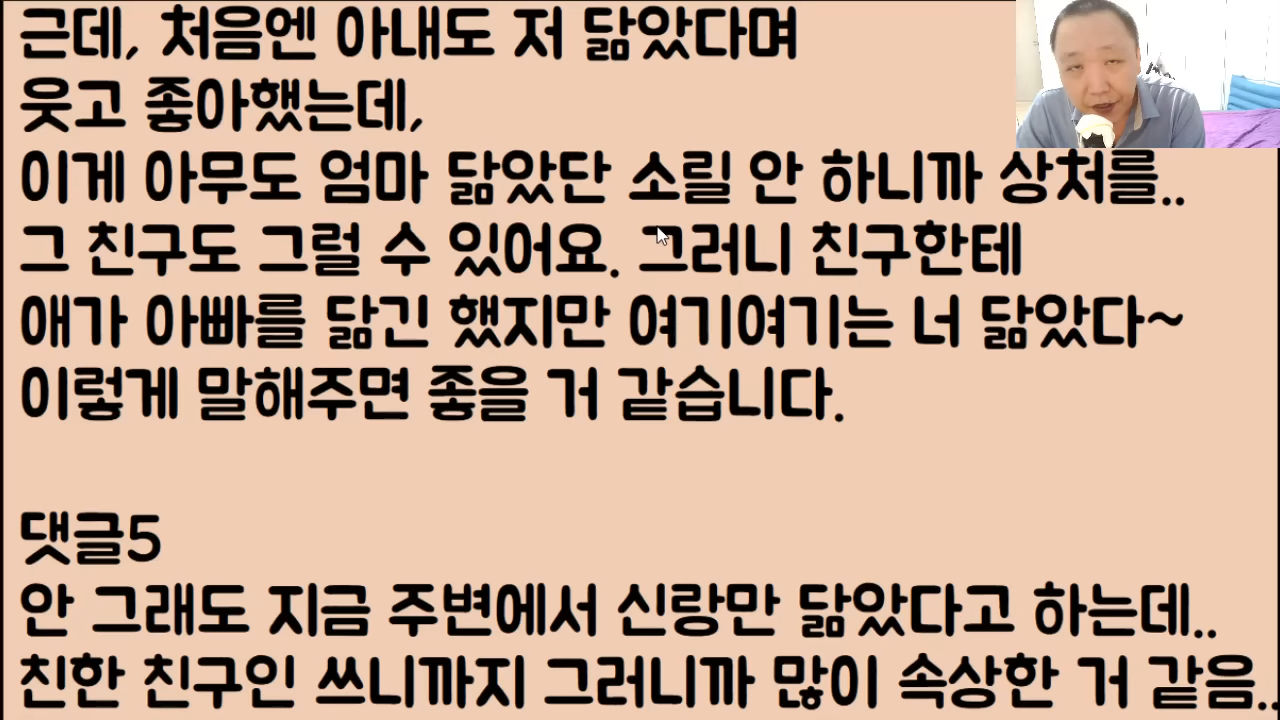 근데, 처음엔 아내도 저 닮았다며
웃고 좋아했는데,
이게 아무도 엄마 닮았단 소릴 안 하니까 상처를..
그 친구도 그럴 수 있어요. 그러니 친구한테
애가 아빠를 닮긴 했지만 여기여기는 너 닮았다~
이렇게 말해주면 좋을 거 같습니다.
댓글5
안 그래도 지금 주변에서 신랑만 닮았다고 하는데..
친한 친구인 쓰니까지 그러니까 많이 속상한 거 같음..